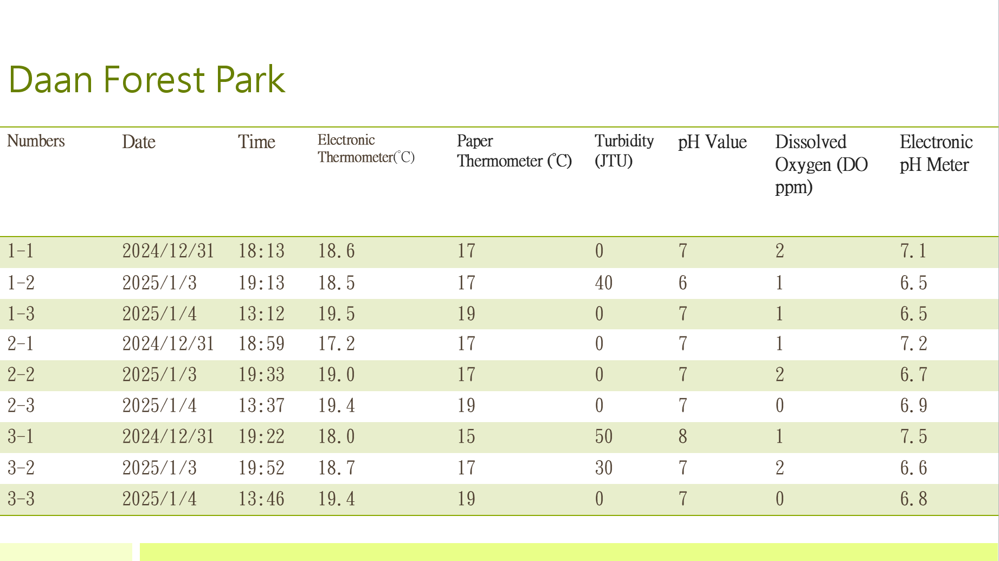 Daan Forest Park
Numbers Date Time Electronic Thermometer(°C) Paper Thermometer (°C) Turbidity (JTU) pH Value Dissolved Oxygen (DO ppm) Electronic pH Meter
1-1 2024/12/31 18:13 18.6 17 0 7 2 7.1
1-2 2025/1/3 19:13 18.5 17 40 6 1 6.5
1-3 2025/1/4 13:12 19.5 19 0 7 1 6.5
2-1 2024/12/31 18:59 17.2 17 0 7 1 7.2
2-2 2025/1/3 19:33 19.0 17 0 7 2 6.7
2-3 2025/1/4 13:37 19.4 19 0 7 0 6.9
3-1 2024/12/31 19:22 18.0 15 50 8 1 7.5
3-2 2025/1/3 19:52 18.7 17 30 7 2 6.6
3-3 2025/1/4 13:46 19.4 19 0 7 0 6.8